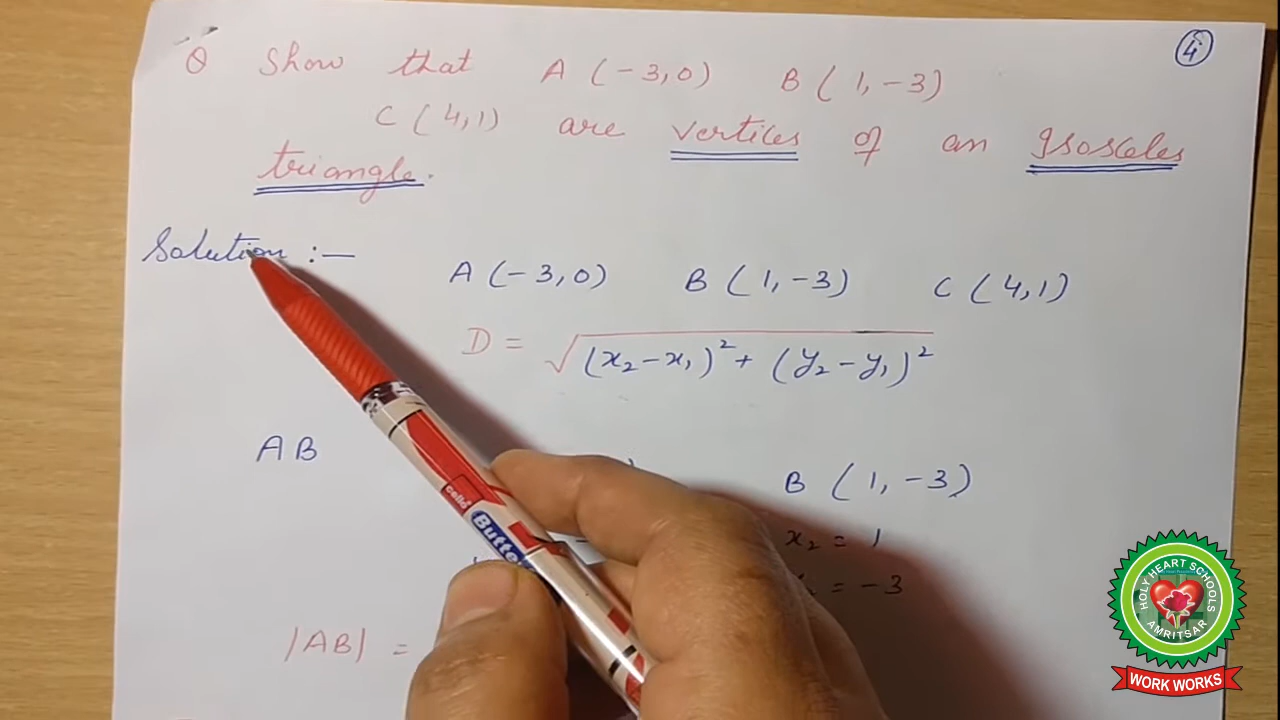 4
Q Show that A (-3,0) B (1,-3)
C (4,1) are vertices of an Isosceles
triangle.
Solution :—
A (-3,0) B (1,-3) C (4,1)
D = √(x₂-x₁)² + (y₂-y₁)²
AB B (1,-3)
x₂ = 1
= -3
|AB| =
cello
Butte
HOLY HEART SCHOOLS
AMRITSAR
WORK WORKS